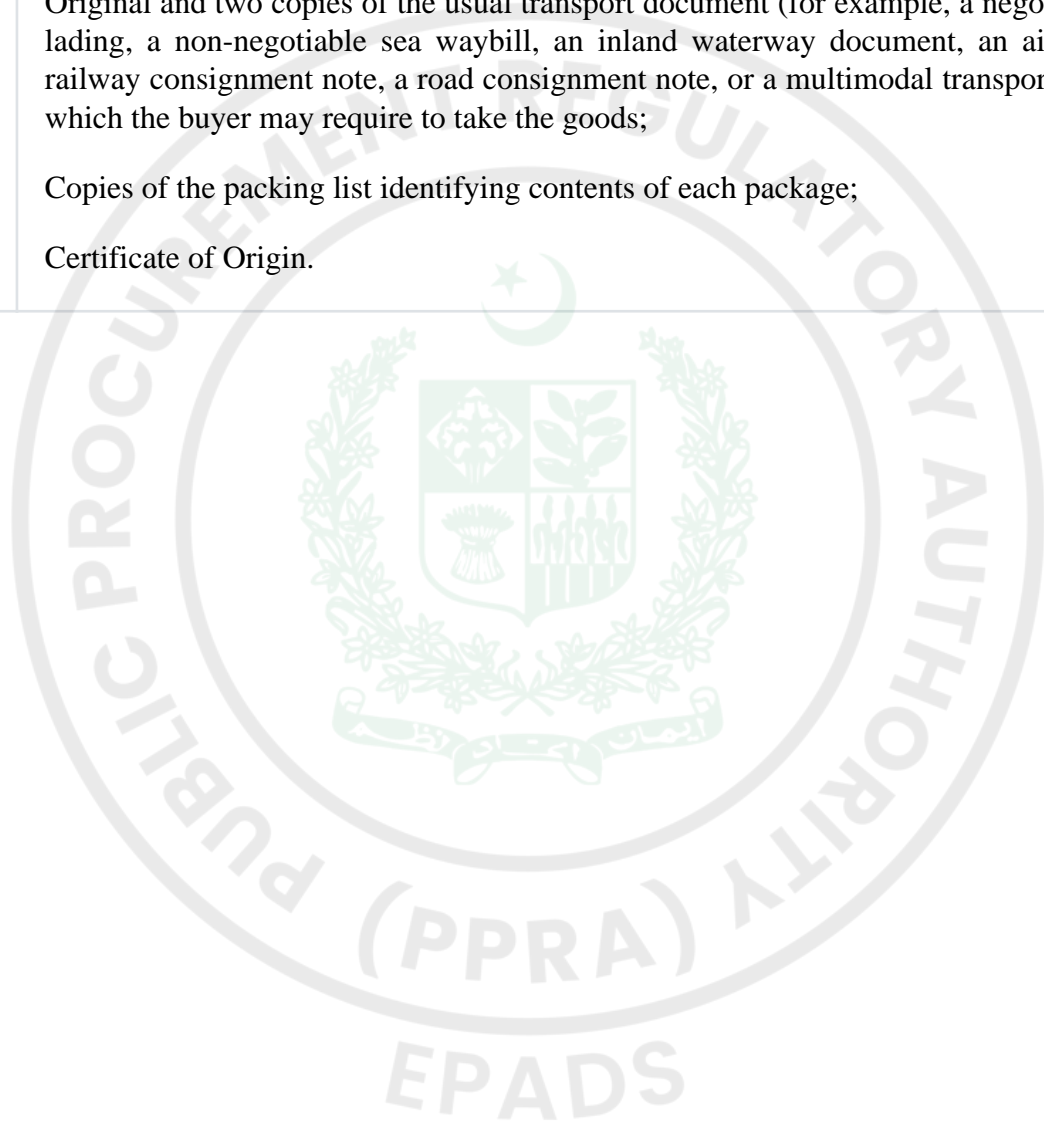 Original and two copies of the usual transport document (for example, a nego
lading, a non-negotiable sea waybill, an inland waterway document, an ai
railway consignment note, a road consignment note, or a multimodal transpor
which the buyer may require to take the goods;
Copies of the packing list identifying contents of each package;
Certificate of Origin.
PUBLIC PROCUREMENT REGULATORY AUTHORITY
(PPRA)
EPADS